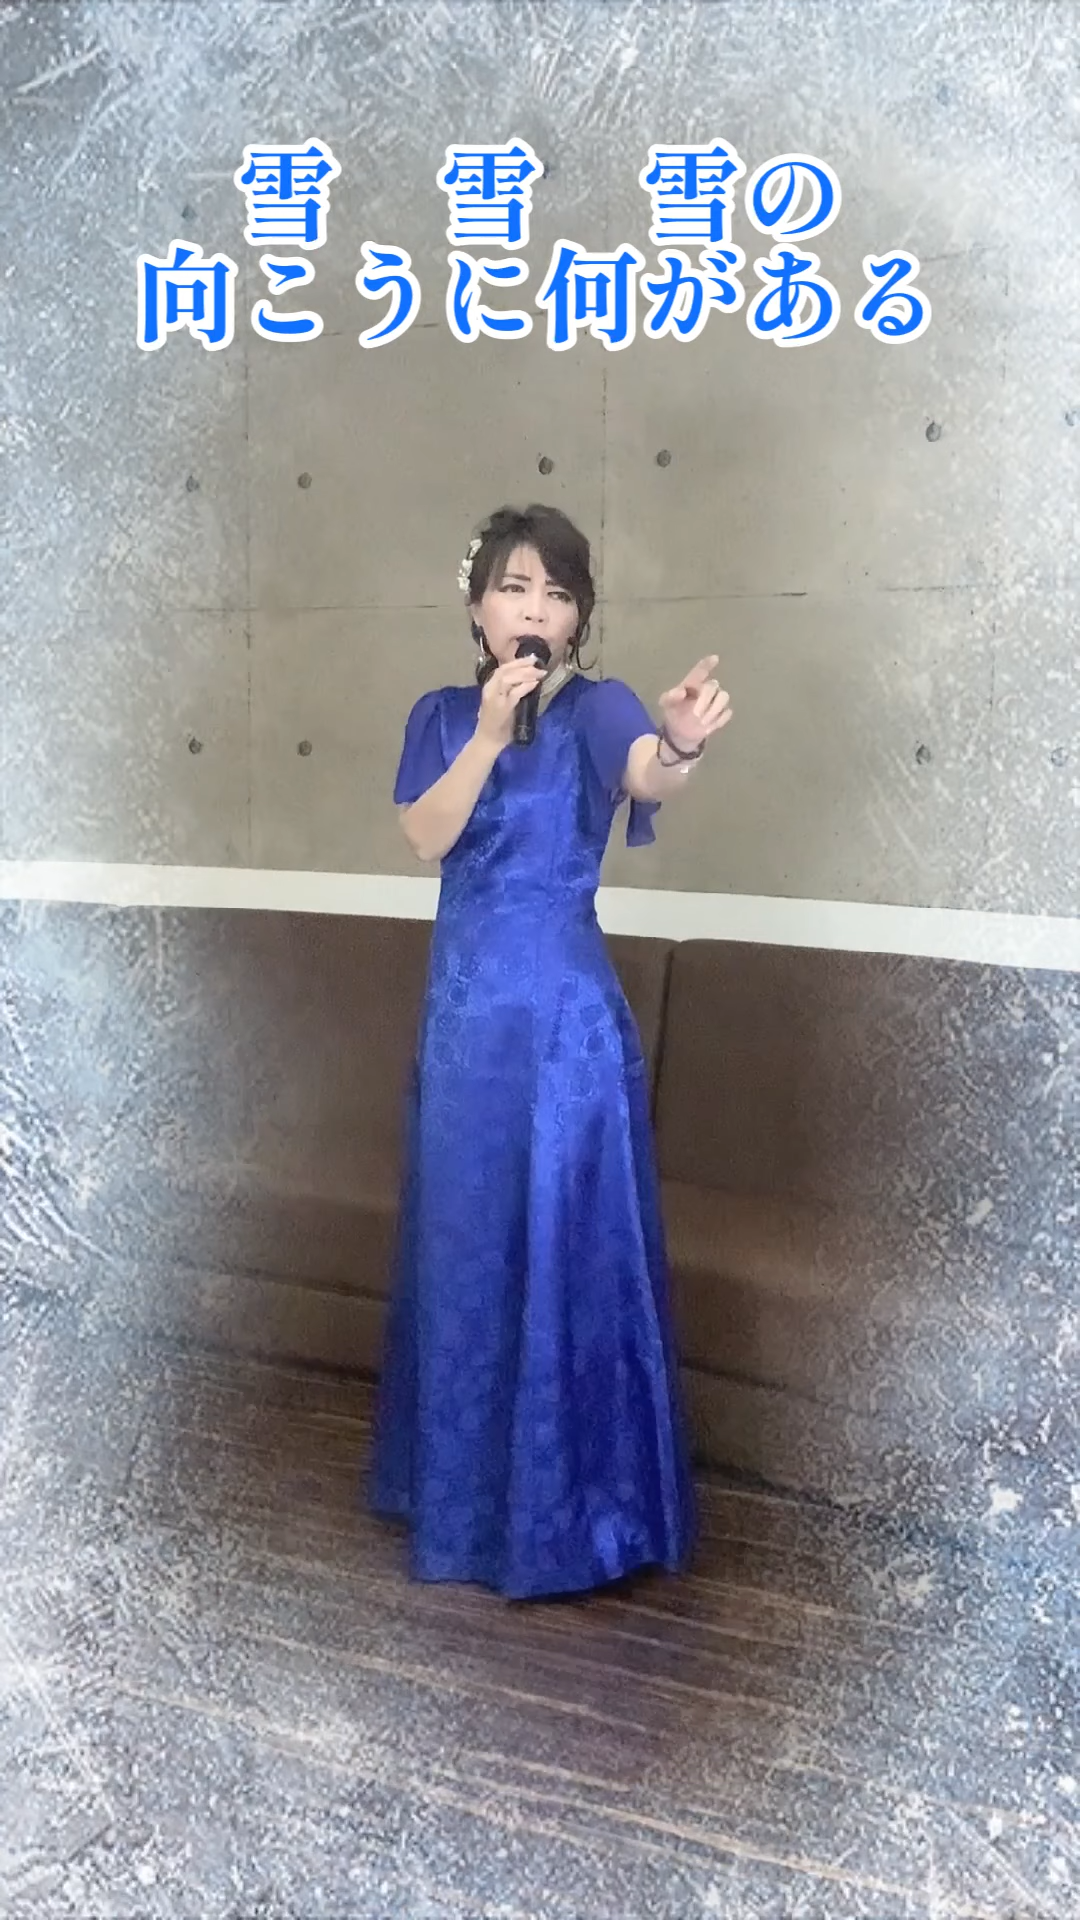 雪　雪　雪の
向こうに何がある